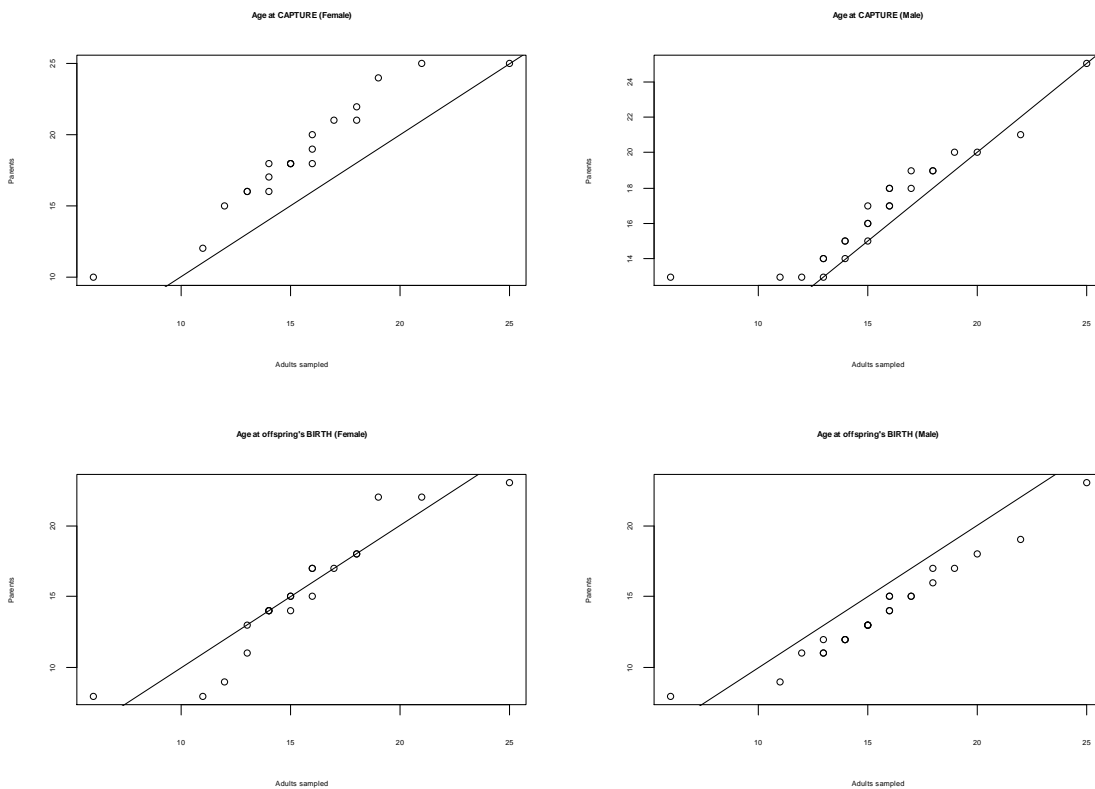 Age at CAPTURE (Female)
Parents
25
20
15
10
10 15 20 25
Adults sampled
Age at CAPTURE (Male)
Parents
24
22
20
18
16
14
10 15 20 25
Adults sampled
Age at offspring's BIRTH (Female)
Parents
20
15
10
10 15 20 25
Adults sampled
Age at offspring's BIRTH (Male)
Parents
20
15
10
10 15 20 25
Adults sampled